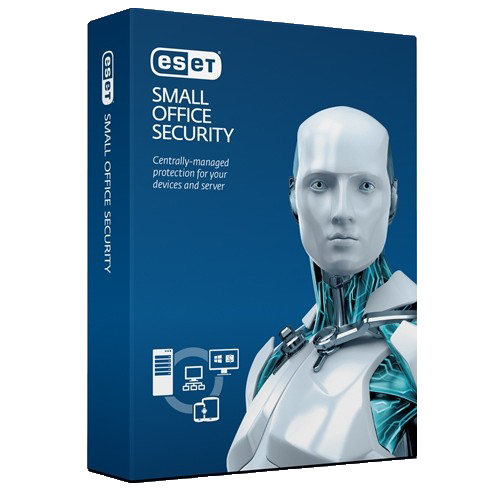 eseT
SMALL
OFFICE
SECURITY
Centrally-managed
protection for your
devices and server
eseT SMALL OFFICE SECURITY